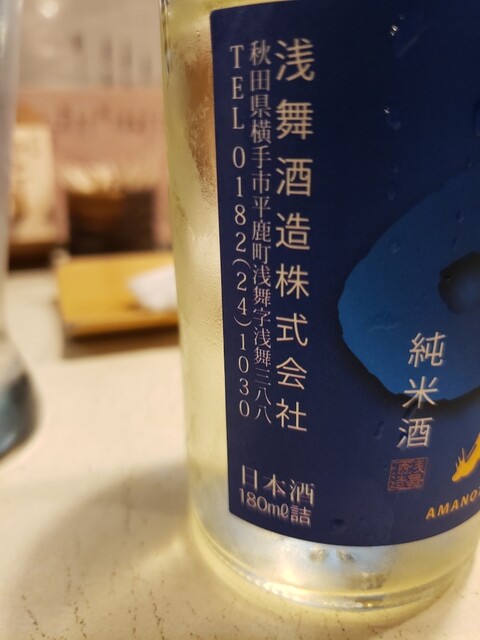 浅舞酒造株式会社
秋田県横手市平鹿町浅舞字浅舞三八八
TEL 0182(24)1030
純米酒
日本酒
180mℓ詰
AMANO